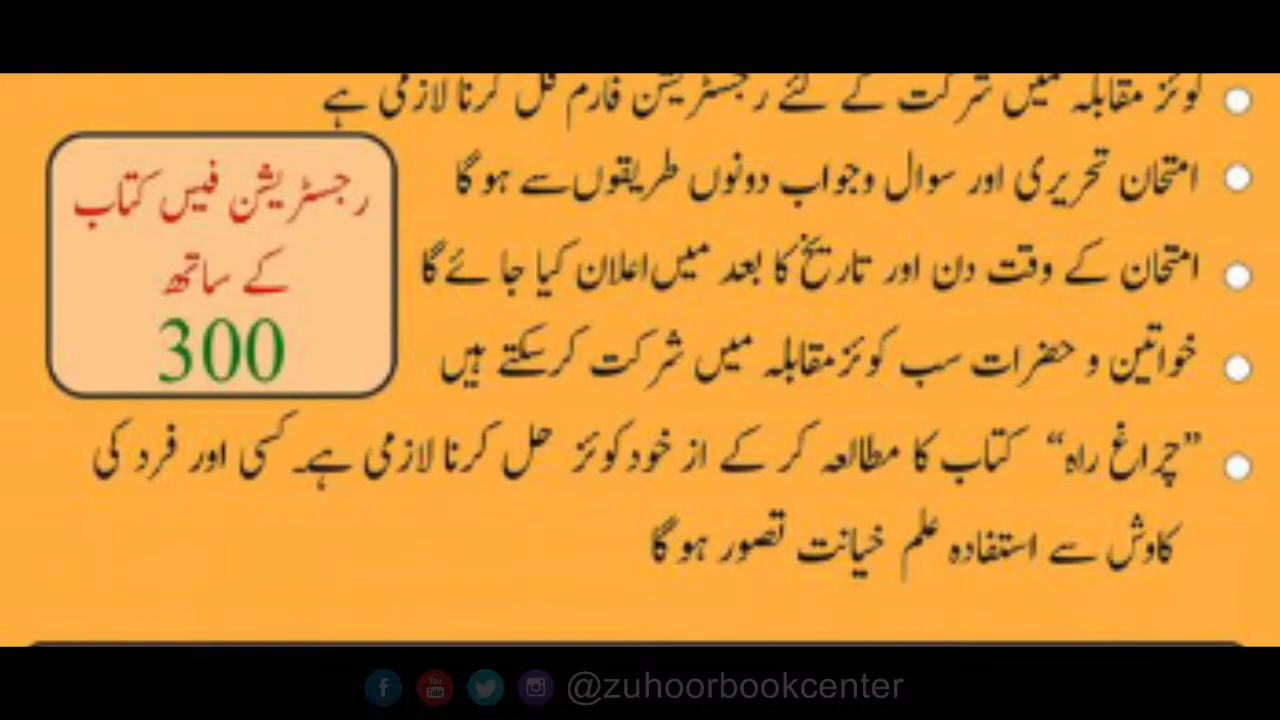 کوئز مقابلہ میں شرکت کے لئے رجسٹریشن فارم فل کرنا لازمی ہے
امتحان تحریری اور سوال وجواب دونوں طریقوں سے ہوگا
امتحان کے وقت دن اور تاریخ کا بعد میں اعلان کیا جائے گا
خواتین و حضرات سب کوئز مقابلہ میں شرکت کرسکتے ہیں
”چراغ راہ“ کتاب کا مطالعہ کر کے از خود کوئز حل کرنا لازمی ہے۔ کسی اور فرد کی
کاوش سے استفادہ علم خیانت تصور ہوگا
رجسٹریشن فیس کتاب
کے ساتھ
300
@zuhoorbookcenter